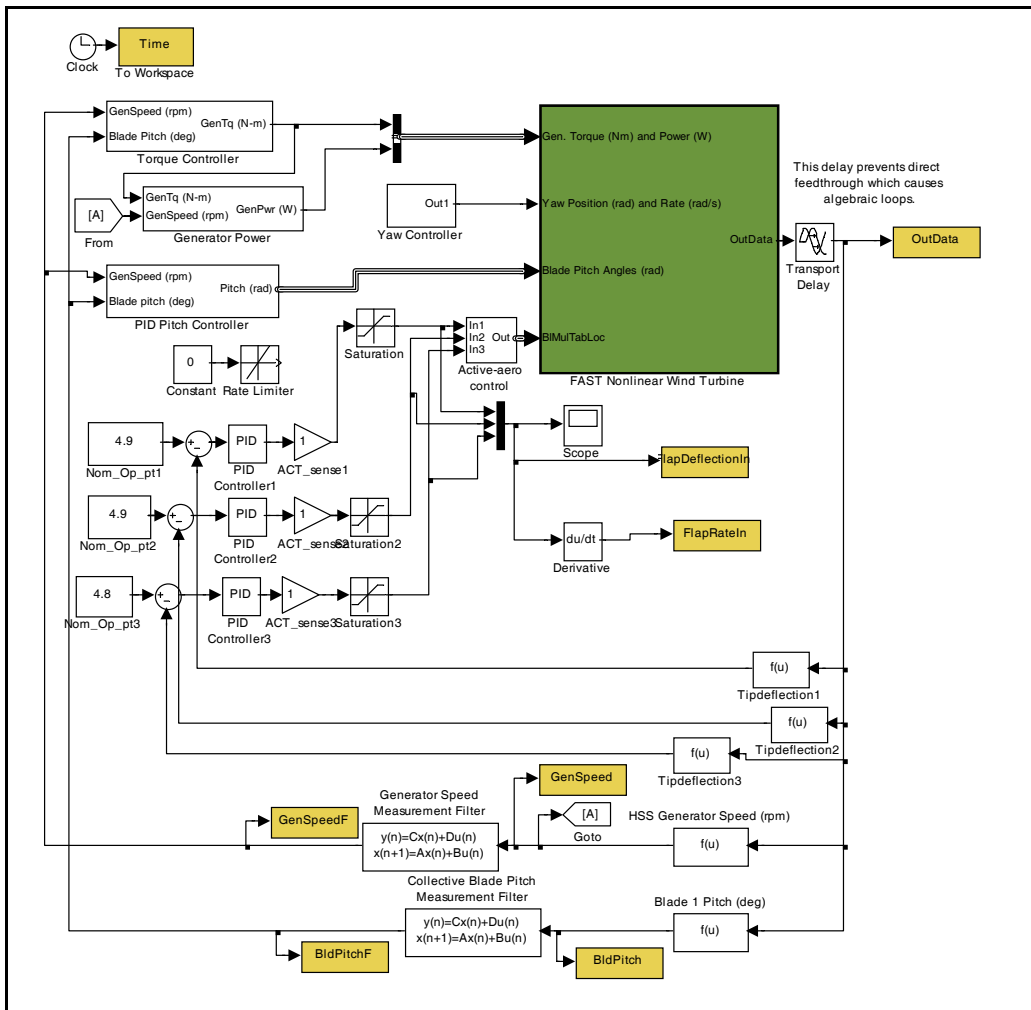 Time
Clock
To Workspace
GenSpeed (rpm)
GenTq (N-m)
Blade Pitch (deg)
Torque Controller
GenTq (N-m)
GenPwr (W)
GenSpeed (rpm)
Generator Power
[A]
From
GenSpeed (rpm)
Pitch (rad)
Blade pitch (deg)
PID Pitch Controller
Out1
Yaw Controller
Gen. Torque (Nm) and Power (W)
Yaw Position (rad) and Rate (rad/s)
OutData
Blade Pitch Angles (rad)
BlMulTabLoc
FAST Nonlinear Wind Turbine
This delay prevents direct
feedthrough which causes
algebraic loops.
Transport
Delay
OutData
Saturation
In1
In2
In3
Out
Active-aero
control
0
Constant
Rate Limiter
Scope
FlapDeflectionIn
du/dt
Derivative
FlapRateIn
4.9
Nom_Op_pt1
+
−
PID
PID
Controller1
1
ACT_sense1
4.9
Nom_Op_pt2
+
−
PID
PID
Controller2
1
ACT_sense2
Saturation2
4.8
Nom_Op_pt3
+
−
PID
PID
Controller3
1
ACT_sense3
Saturation3
f(u)
Tipdeflection1
f(u)
Tipdeflection2
f(u)
Tipdeflection3
GenSpeed
[A]
Goto
HSS Generator Speed (rpm)
f(u)
Generator Speed
Measurement Filter
y(n)=Cx(n)+Du(n)
x(n+1)=Ax(n)+Bu(n)
GenSpeedF
Collective Blade Pitch
Measurement Filter
y(n)=Cx(n)+Du(n)
x(n+1)=Ax(n)+Bu(n)
Blade 1 Pitch (deg)
f(u)
BldPitchF
BldPitch